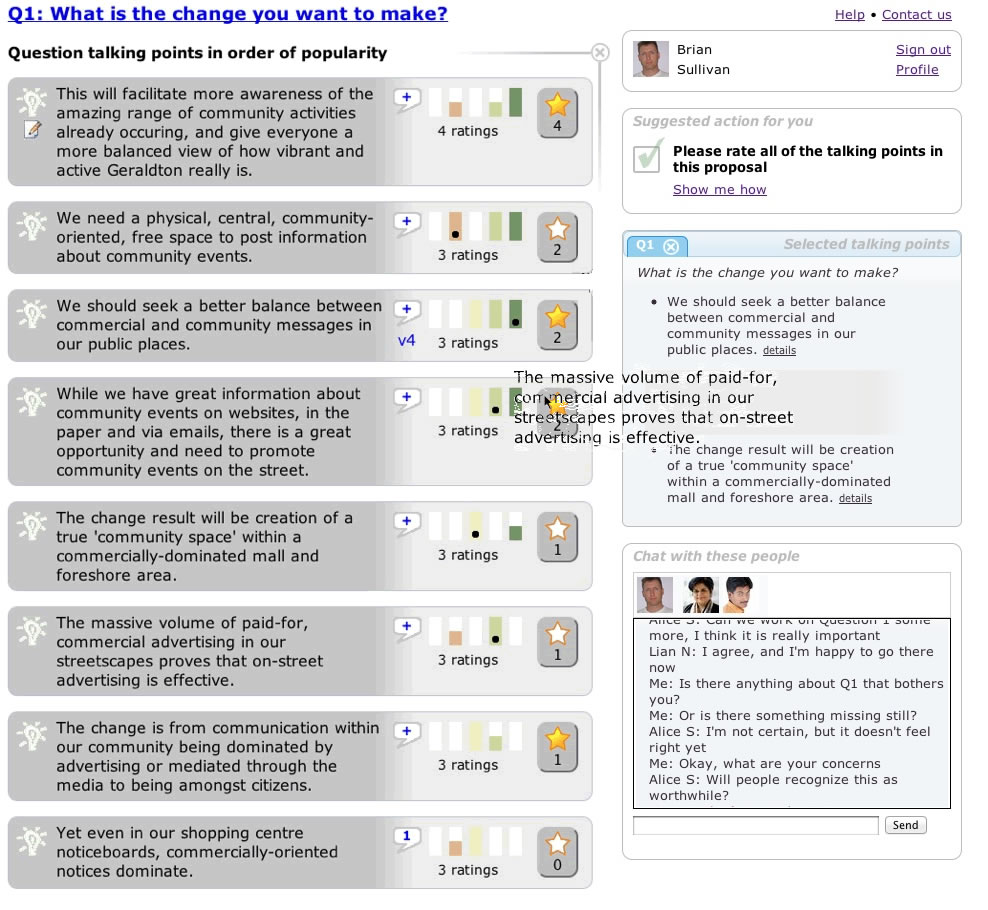 Q1: What is the change you want to make?
Help • Contact us
Question talking points in order of popularity
This will facilitate more awareness of the
amazing range of community activities
already occuring, and give everyone a
more balanced view of how vibrant and
active Geraldton really is.
+
4 ratings
4
We need a physical, central, community-
oriented, free space to post information
about community events.
+
3 ratings
2
We should seek a better balance between
commercial and community messages in
our public places.
+
v4
3 ratings
2
While we have great information about
community events on websites, in the
paper and via emails, there is a great
opportunity and need to promote
community events on the street.
+
3 ratings
2
The change result will be creation of a
true 'community space' within a
commercially-dominated mall and
foreshore area.
+
3 ratings
1
The massive volume of paid-for,
commercial advertising in our
streetscapes proves that on-street
advertising is effective.
+
3 ratings
1
The change is from communication within
our community being dominated by
advertising or mediated through the
media to being amongst citizens.
+
3 ratings
1
Yet even in our shopping centre
noticeboards, commercially-oriented
notices dominate.
1
3 ratings
0
Brian
Sullivan
Sign out
Profile
Suggested action for you
Please rate all of the talking points in
this proposal
Show me how
Q1
Selected talking points
What is the change you want to make?
• We should seek a better balance
between commercial and
community messages in our
public places. details
The massive volume of paid-for,
commercial advertising in our
streetscapes proves that on-street
advertising is effective.
• The change result will be creation
of a true 'community space'
within a commercially-dominated
mall and foreshore area. details
Chat with these people
Alice S: Can we work on Question 1 some
more, I think it is really important
Lian N: I agree, and I'm happy to go there
now
Me: Is there anything about Q1 that bothers
you?
Me: Or is there something missing still?
Alice S: I'm not certain, but it doesn't feel
right yet
Me: Okay, what are your concerns
Alice S: Will people recognize this as
worthwhile?
Send